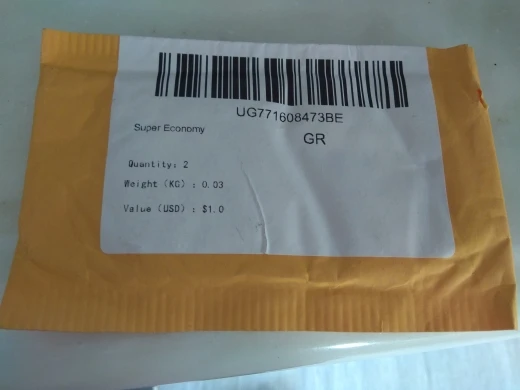 UG771608473BE
Super Economy
GR
Quantity: 2
Weight (KG) : 0.03
Value (USD) : $1.0